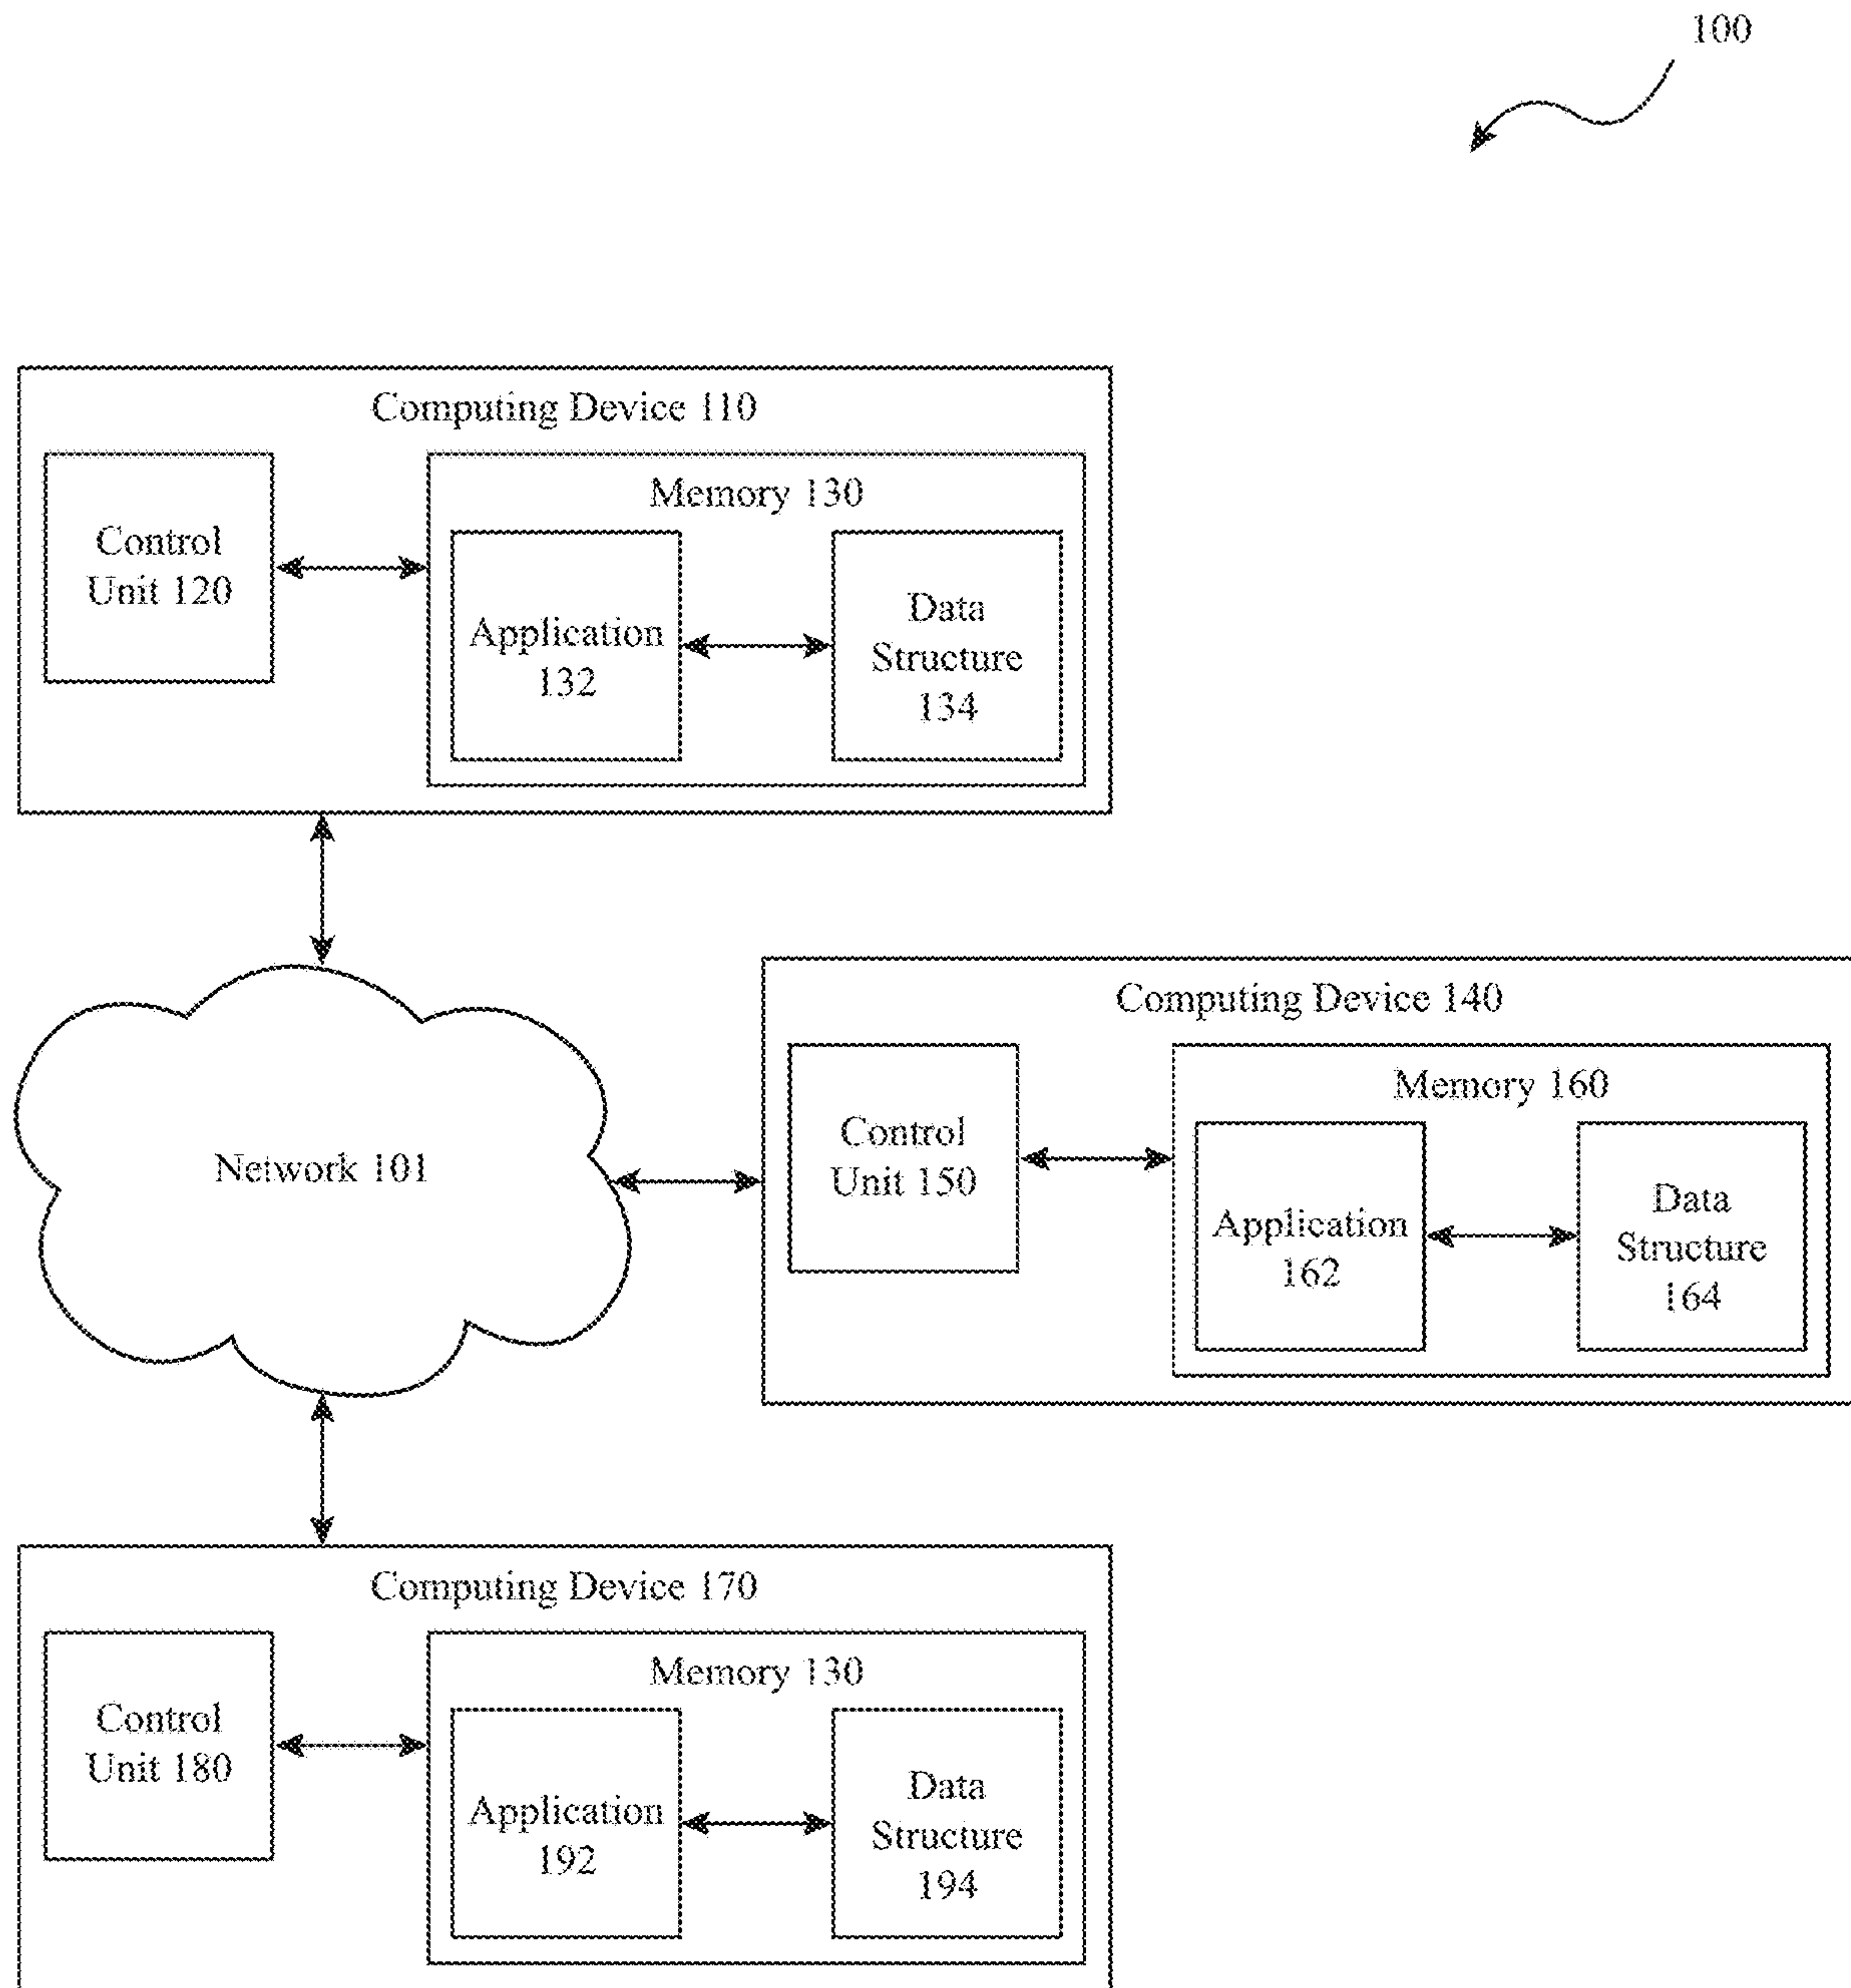 100
Computing Device 110
Control
Unit 120
Memory 130
Application
132
Data
Structure
134
Network 101
Computing Device 140
Control
Unit 150
Memory 160
Application
162
Data
Structure
164
Computing Device 170
Control
Unit 180
Memory 130
Application
192
Data
Structure
194